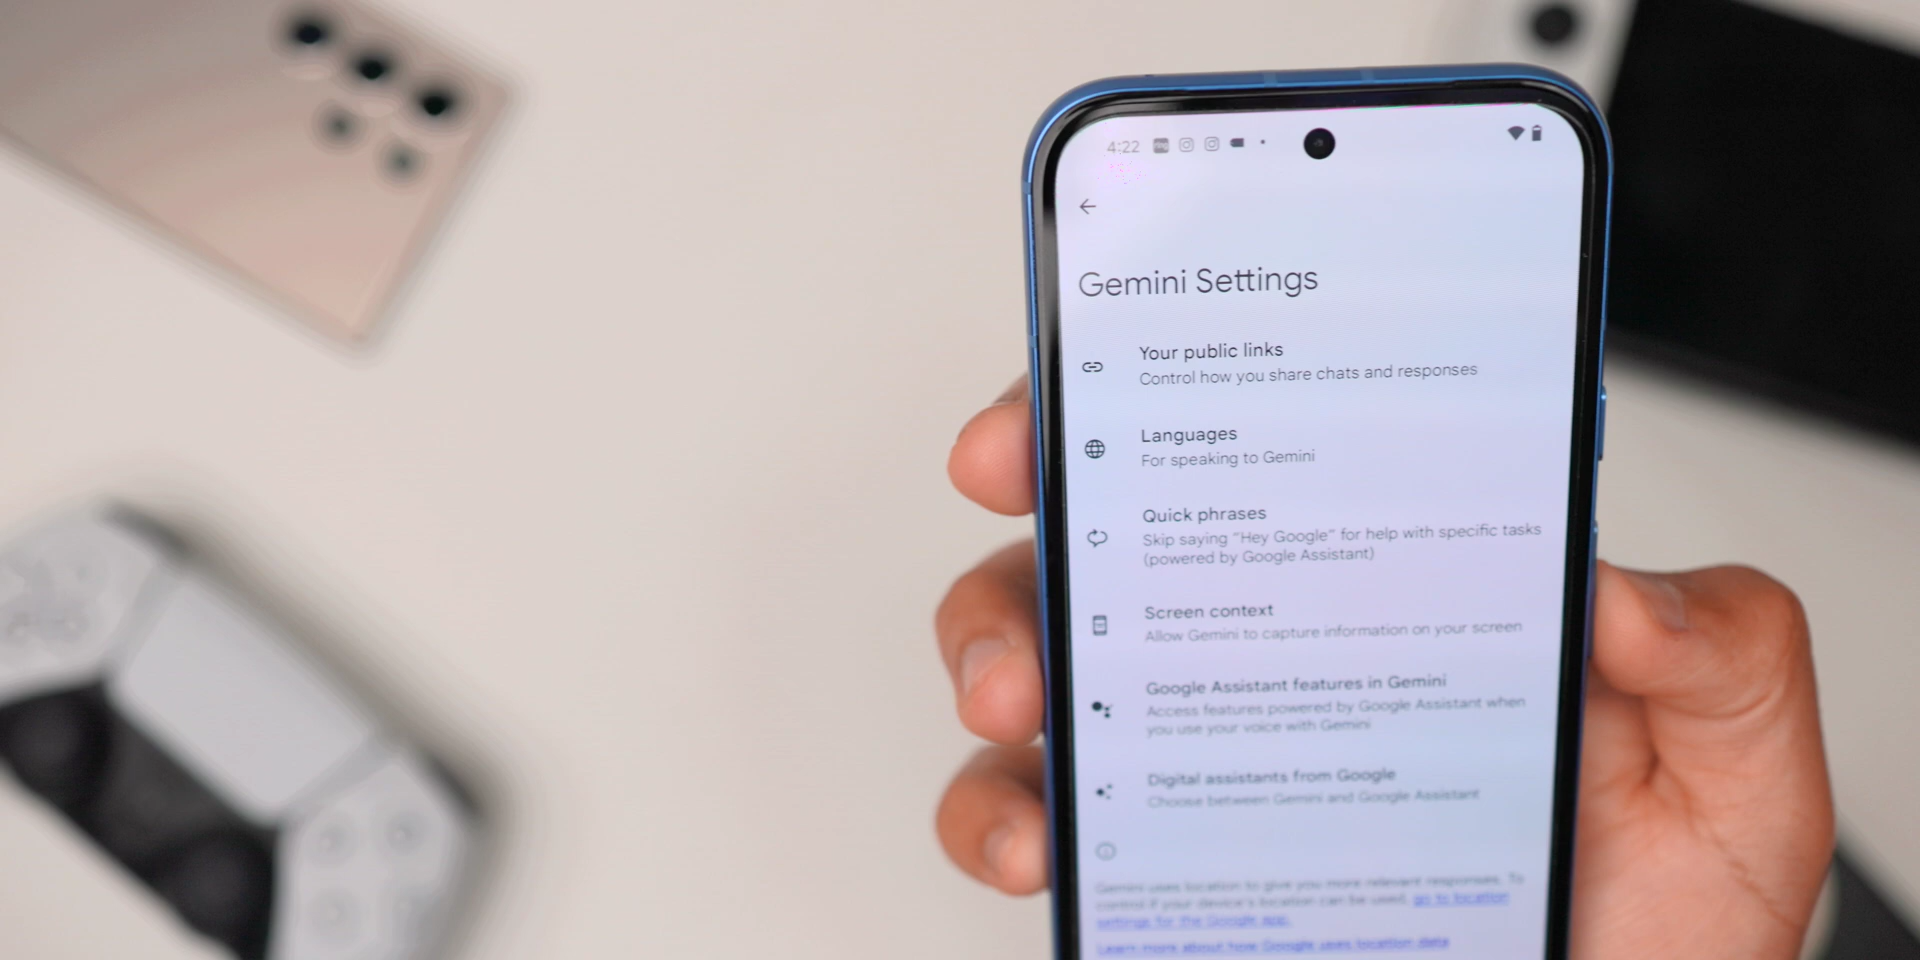 4:22
Gemini Settings
Your public links
Control how you share chats and responses
Languages
For speaking to Gemini
Quick phrases
Skip saying “Hey Google” for help with specific tasks
(powered by Google Assistant)
Screen context
Allow Gemini to capture information on your screen
Google Assistant features in Gemini
Access features powered by Google Assistant when
you use your voice with Gemini
Digital assistants from Google
Choose between Gemini and Google Assistant
Gemini uses location to give you more relevant responses. To
control if your device's location can be used, go to location
settings for the Google app.
Learn more about how Google uses location data